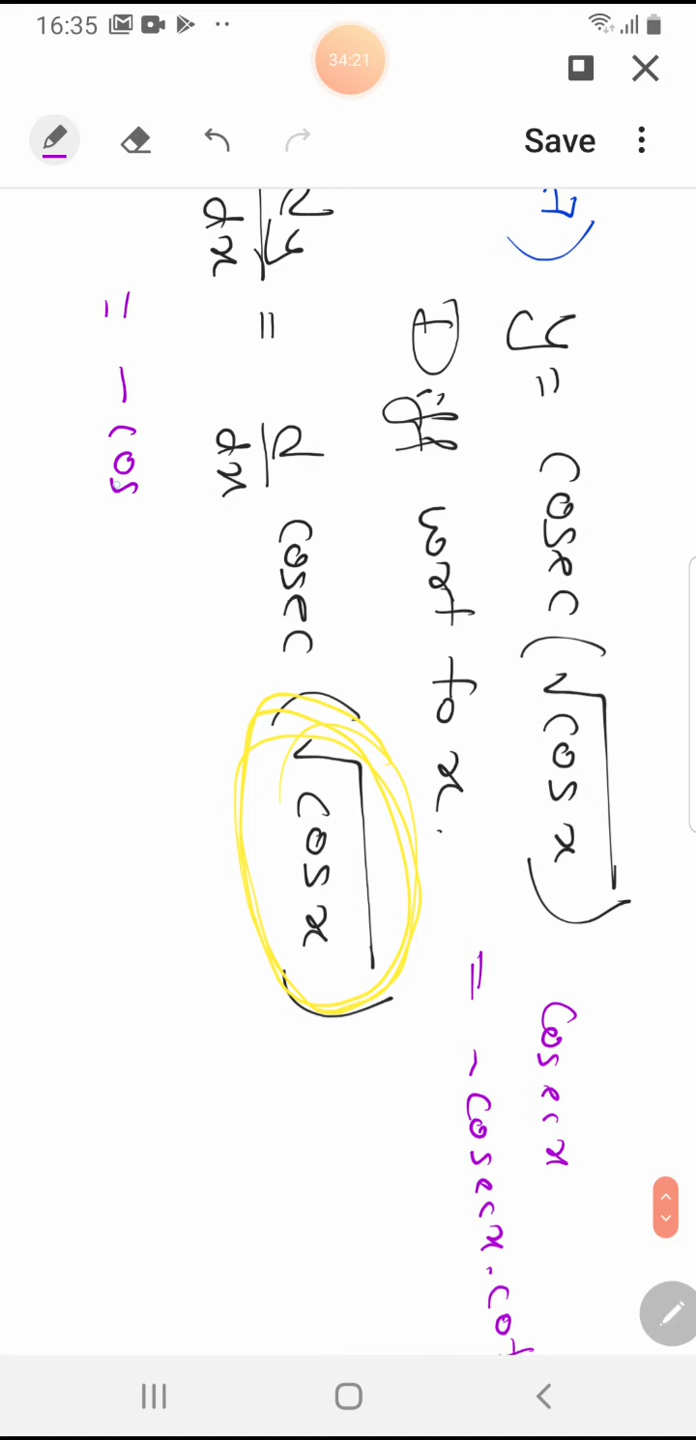 16:35
34:21
Save
I)
y = cosec (√cos x)
cosec x
Diff wrt to x.
= - cosec x . cot
dy/dx = d/dx cosec (√cos x)
= - cos